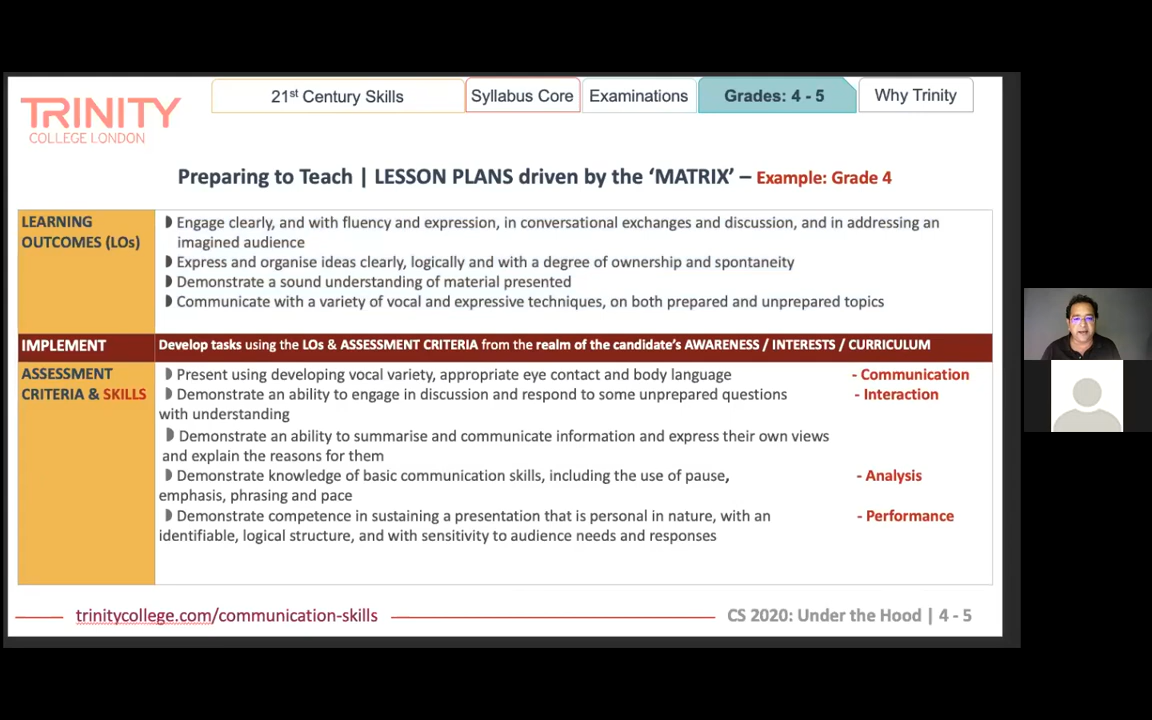 21st Century Skills
Syllabus Core
Examinations
Grades: 4 - 5
Why Trinity
TRINITY
COLLEGE LONDON
Preparing to Teach | LESSON PLANS driven by the ‘MATRIX’ – Example: Grade 4
LEARNING
OUTCOMES (LOs)
Engage clearly, and with fluency and expression, in conversational exchanges and discussion, and in addressing an
imagined audience
Express and organise ideas clearly, logically and with a degree of ownership and spontaneity
Demonstrate a sound understanding of material presented
Communicate with a variety of vocal and expressive techniques, on both prepared and unprepared topics
IMPLEMENT
Develop tasks using the LOs & ASSESSMENT CRITERIA from the realm of the candidate’s AWARENESS / INTERESTS / CURRICULUM
ASSESSMENT
CRITERIA & SKILLS
Present using developing vocal variety, appropriate eye contact and body language - Communication
Demonstrate an ability to engage in discussion and respond to some unprepared questions - Interaction
with understanding
Demonstrate an ability to summarise and communicate information and express their own views
and explain the reasons for them
Demonstrate knowledge of basic communication skills, including the use of pause, - Analysis
emphasis, phrasing and pace
Demonstrate competence in sustaining a presentation that is personal in nature, with an - Performance
identifiable, logical structure, and with sensitivity to audience needs and responses
trinitycollege.com/communication-skills
CS 2020: Under the Hood | 4 - 5